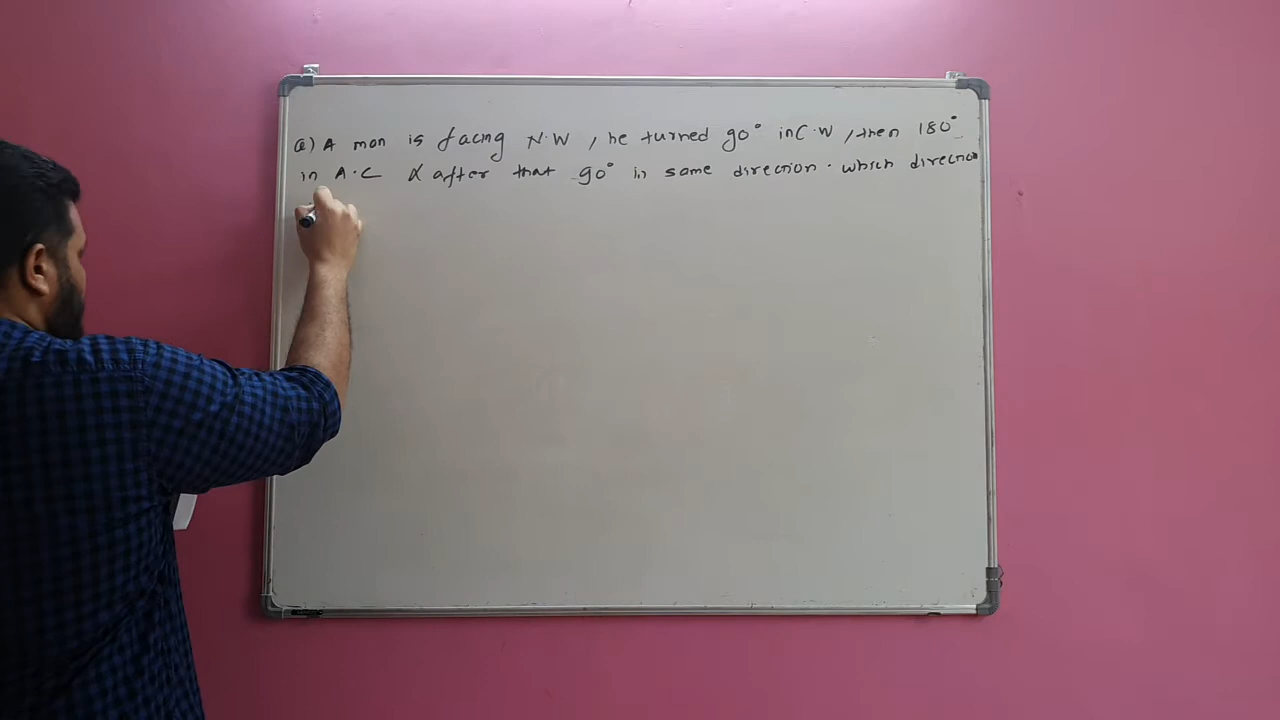 Q) A man is facing N.W , he turned 90° in C.W , then 180°
in A.C & after that 90° in same direction . which direction